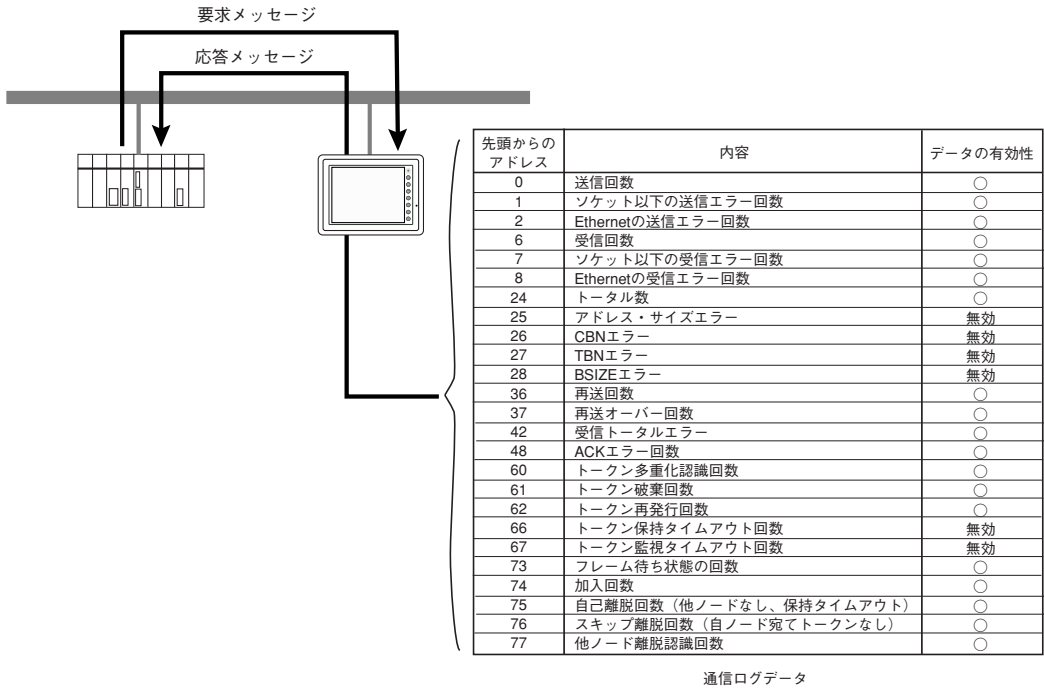 要求メッセージ
応答メッセージ
先頭からの
アドレス
内容
データの有効性
0 送信回数 ○
1 ソケット以下の送信エラー回数 ○
2 Ethernetの送信エラー回数 ○
6 受信回数 ○
7 ソケット以下の受信エラー回数 ○
8 Ethernetの受信エラー回数 ○
24 トータル数 ○
25 アドレス・サイズエラー 無効
26 CBNエラー 無効
27 TBNエラー 無効
28 BSIZEエラー 無効
36 再送回数 ○
37 再送オーバー回数 ○
42 受信トータルエラー ○
48 ACKエラー回数 ○
60 トークン多重化認識回数 ○
61 トークン破棄回数 ○
62 トークン再発行回数 ○
66 トークン保持タイムアウト回数 無効
67 トークン監視タイムアウト回数 無効
73 フレーム待ち状態の回数 ○
74 加入回数 ○
75 自己離脱回数（他ノードなし、保持タイムアウト） ○
76 スキップ離脱回数（自ノード宛てトークンなし） ○
77 他ノード離脱認識回数 ○
通信ログデータ